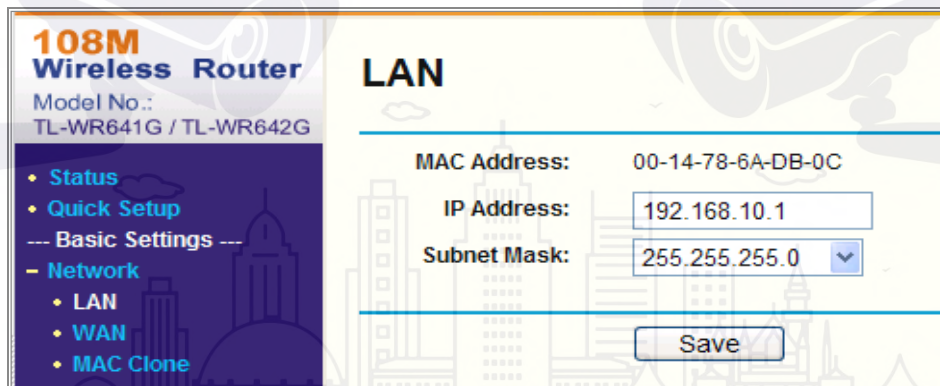 108M
Wireless Router
Model No.:
TL-WR641G / TL-WR642G
• Status
• Quick Setup
--- Basic Settings ---
– Network
• LAN
• WAN
• MAC Clone
LAN
MAC Address: 00-14-78-6A-DB-0C
IP Address: 192.168.10.1
Subnet Mask: 255.255.255.0
Save